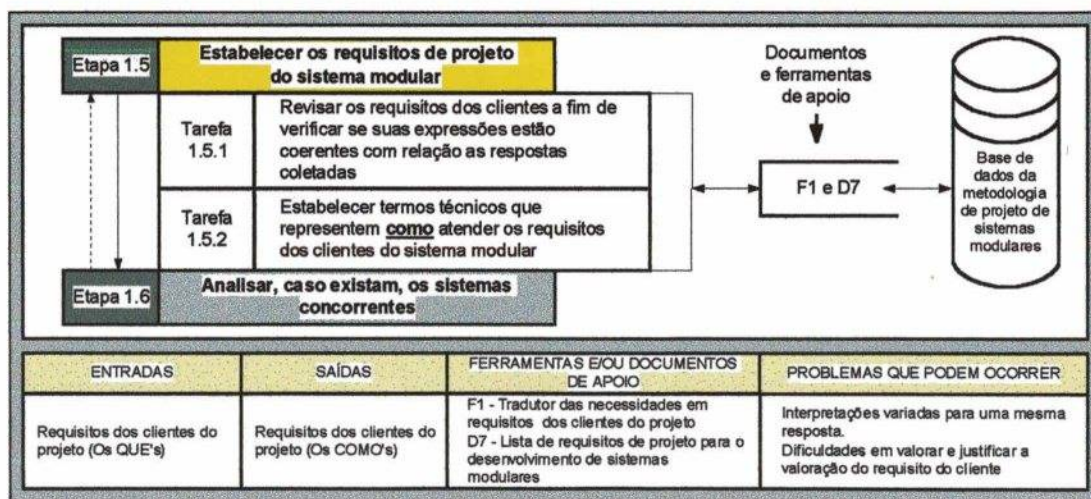 Etapa 1.5
Estabelecer os requisitos de projeto
do sistema modular
Tarefa
1.5.1
Revisar os requisitos dos clientes a fim de
verificar se suas expressões estão
coerentes com relação as respostas
coletadas
Tarefa
1.5.2
Estabelecer termos técnicos que
representem como atender os requisitos
dos clientes do sistema modular
Etapa 1.6
Analisar, caso existam, os sistemas
concorrentes
Documentos
e ferramentas
de apoio
F1 e D7
Base de
dados da
metodologia
de projeto de
sistemas
modulares
ENTRADAS
SAÍDAS
FERRAMENTAS E/OU DOCUMENTOS
DE APOIO
PROBLEMAS QUE PODEM OCORRER
Requisitos dos clientes do
projeto (Os QUE's)
Requisitos dos clientes do
projeto (Os COMO's)
F1 - Tradutor das necessidades em
requisitos dos clientes do projeto
D7 - Lista de requisitos de projeto para o
desenvolvimento de sistemas
modulares
Interpretações variadas para uma mesma
resposta.
Dificuldades em valorar e justificar a
valoração do requisito do cliente